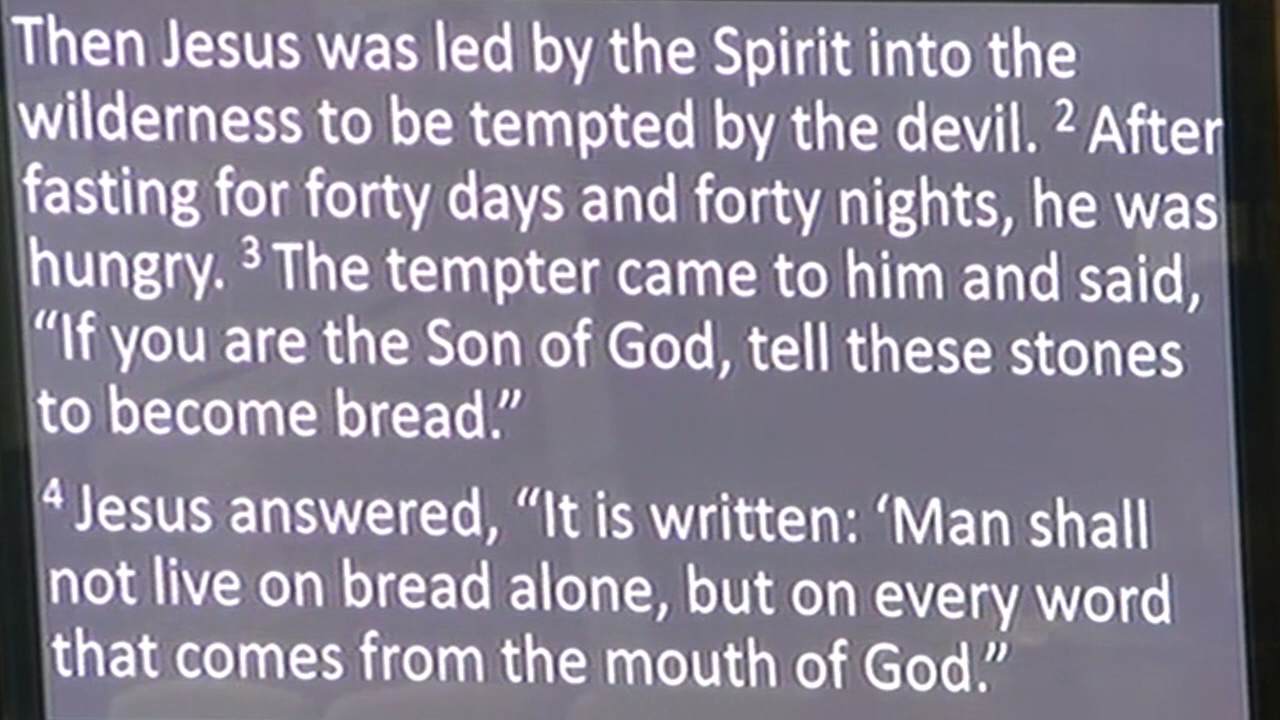 Then Jesus was led by the Spirit into the
wilderness to be tempted by the devil. ² After
fasting for forty days and forty nights, he was
hungry. ³ The tempter came to him and said,
“If you are the Son of God, tell these stones
to become bread.”
⁴ Jesus answered, “It is written: ‘Man shall
not live on bread alone, but on every word
that comes from the mouth of God.”